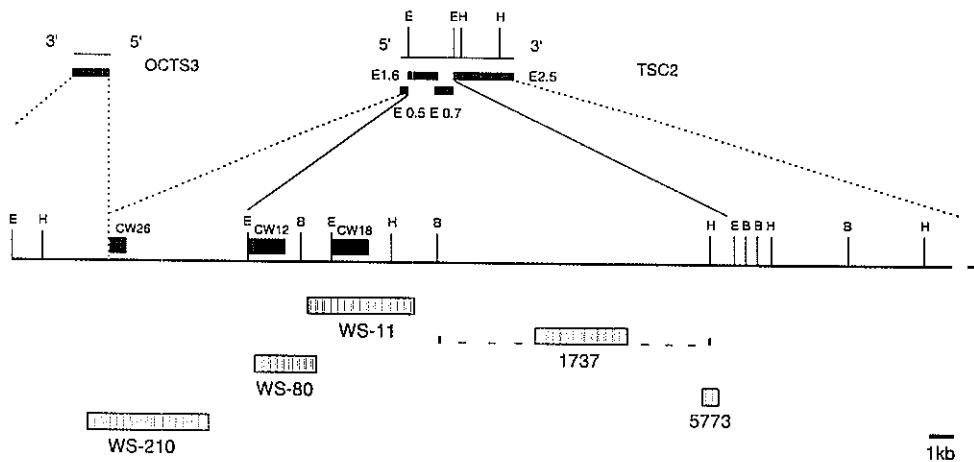 E EH H
3' 5' 5' 3'
OCTS3 TSC2
E1.6 E2.5
E 0.5 E 0.7
E H CW26 E CW12 B E CW18 H B H E B B H B H
WS-11
1737
WS-80
5773
WS-210
1kb